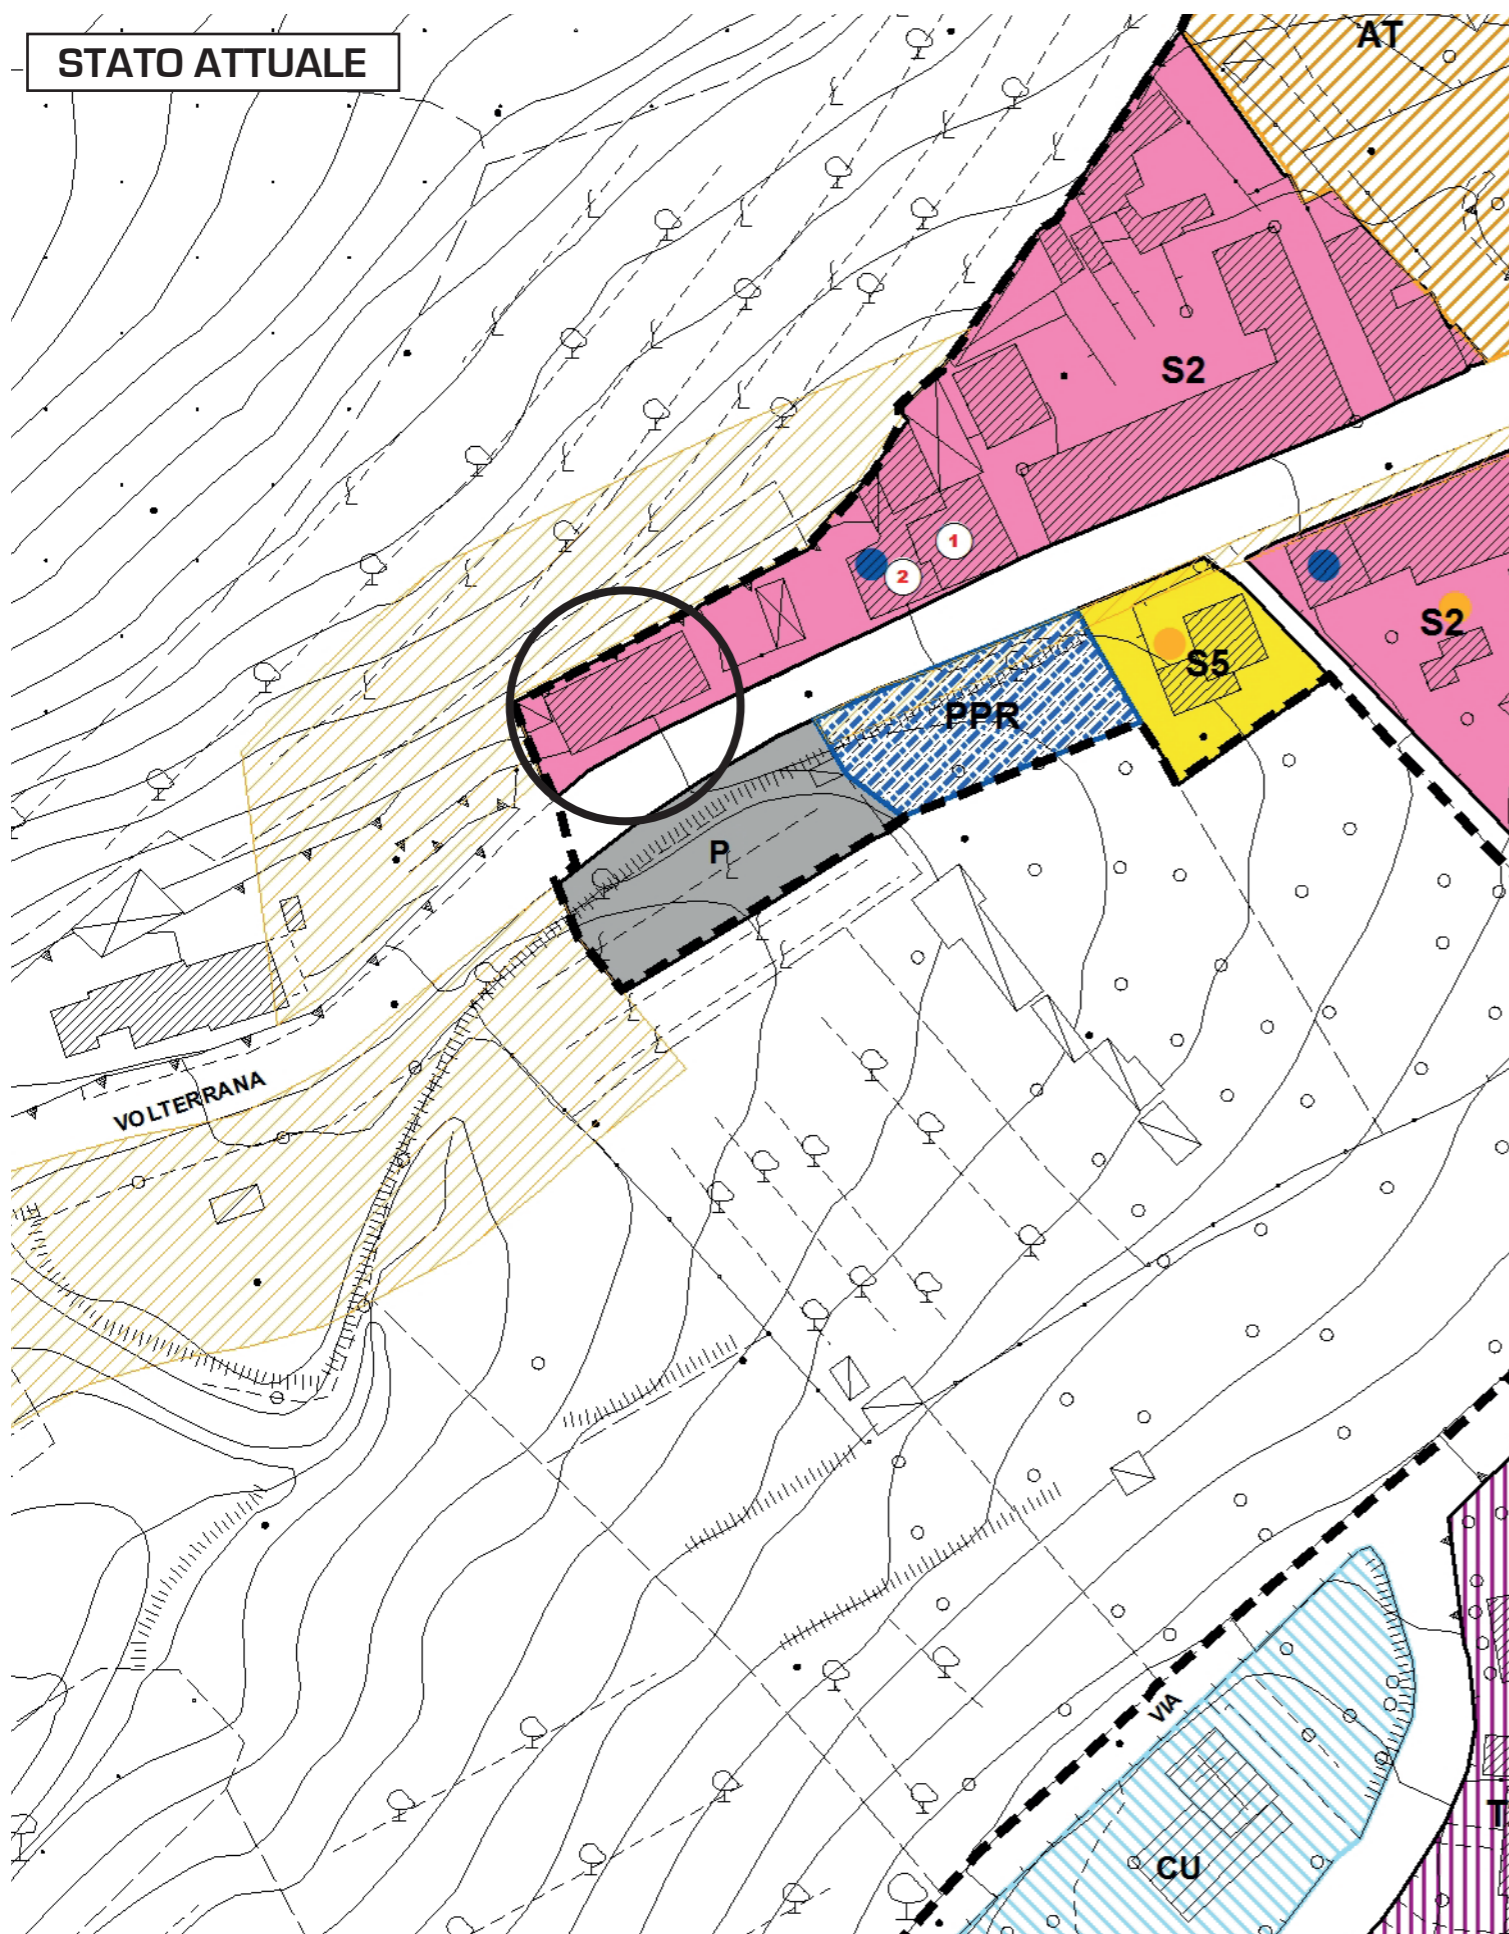 STATO ATTUALE
AT
S2
1
2
S2
S5
PPR
P
VOLTERRANA
VIA
T
CU